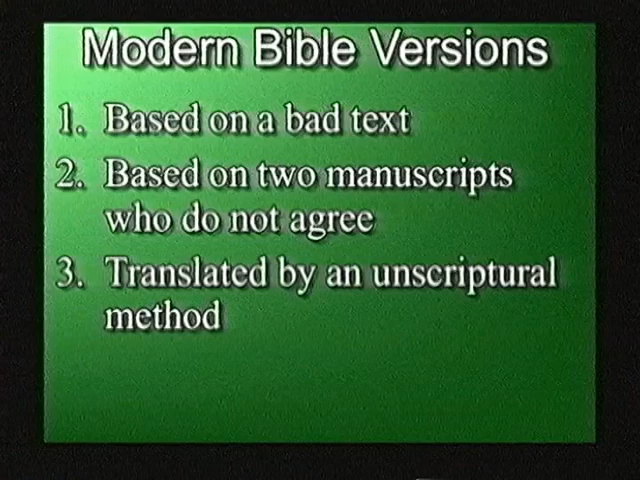 Modern Bible Versions
1. Based on a bad text
2. Based on two manuscripts
who do not agree
3. Translated by an unscriptural
method